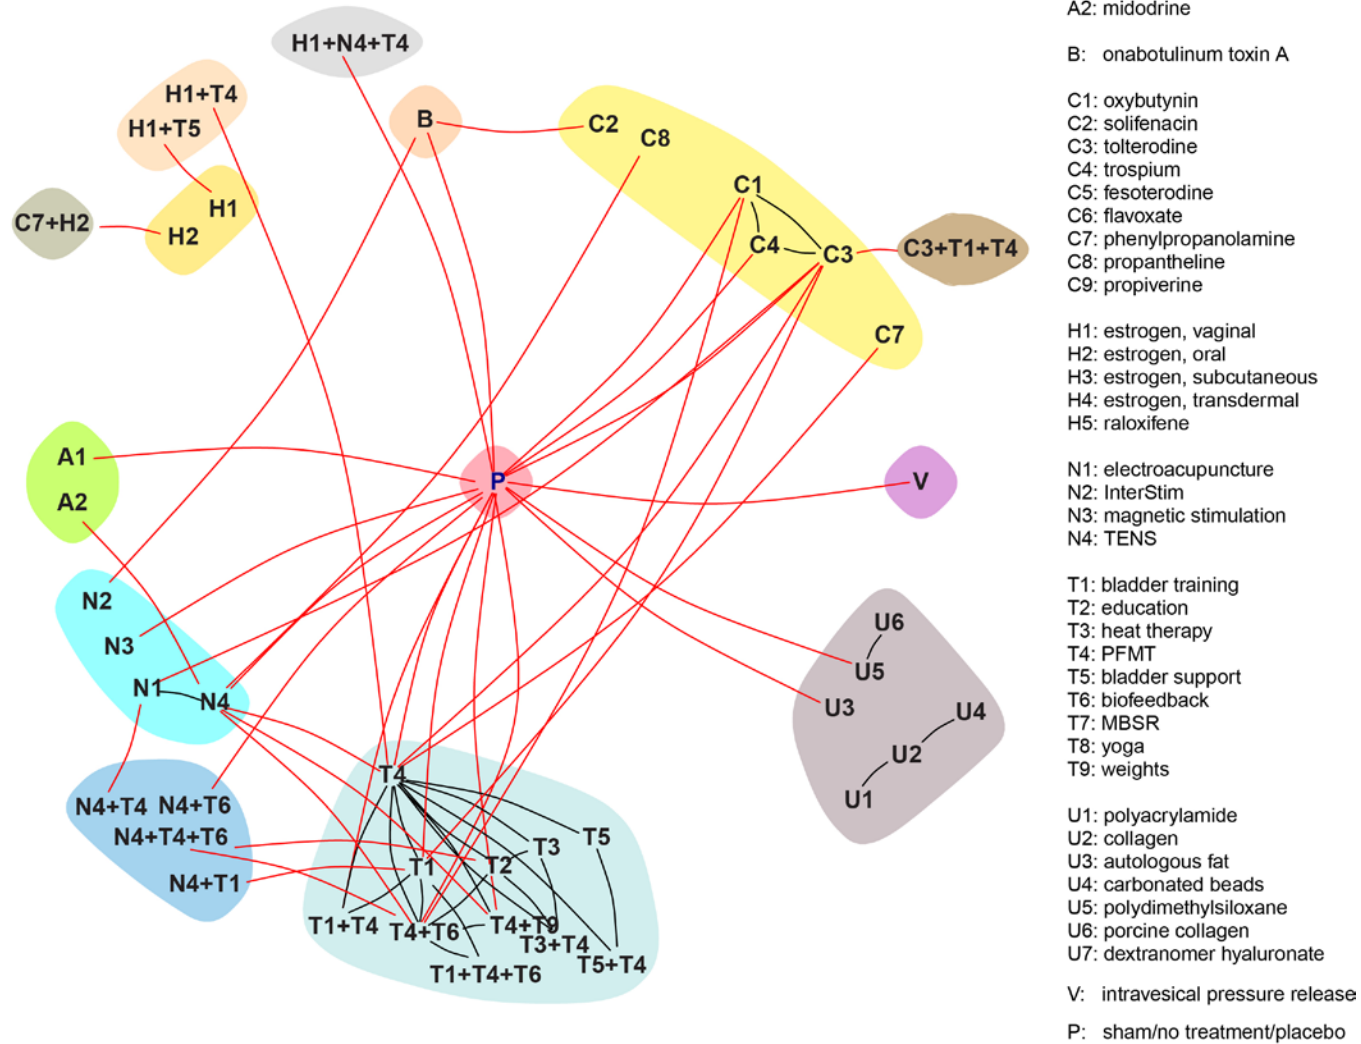 H1+N4+T4
H1+T4
H1+T5
B
C2
C8
C1
H1
C7+H2
H2
C4
C3
C3+T1+T4
C7
A1
A2
P
V
N2
N3
N1
N4
U6
U5
U3
U4
U2
U1
N4+T4
N4+T6
N4+T4+T6
N4+T1
T4
T3
T5
T1
T2
T1+T4
T4+T6
T4+T9
T3+T4
T5+T4
T1+T4+T6
A2: midodrine
B: onabotulinum toxin A
C1: oxybutynin
C2: solifenacin
C3: tolterodine
C4: trospium
C5: fesoterodine
C6: flavoxate
C7: phenylpropanolamine
C8: propantheline
C9: propiverine
H1: estrogen, vaginal
H2: estrogen, oral
H3: estrogen, subcutaneous
H4: estrogen, transdermal
H5: raloxifene
N1: electroacupuncture
N2: InterStim
N3: magnetic stimulation
N4: TENS
T1: bladder training
T2: education
T3: heat therapy
T4: PFMT
T5: bladder support
T6: biofeedback
T7: MBSR
T8: yoga
T9: weights
U1: polyacrylamide
U2: collagen
U3: autologous fat
U4: carbonated beads
U5: polydimethylsiloxane
U6: porcine collagen
U7: dextranomer hyaluronate
V: intravesical pressure release
P: sham/no treatment/placebo